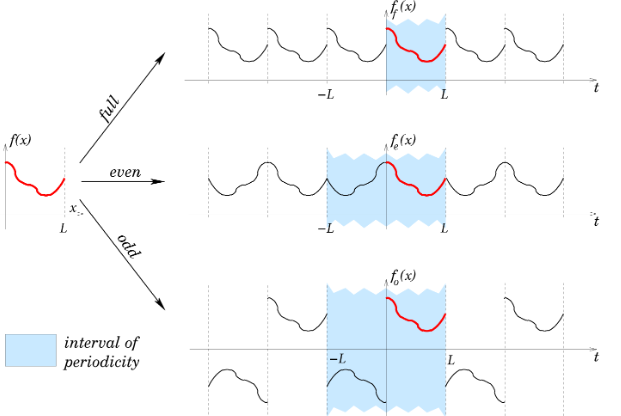 f_f(x)
full
−L
L
t
f(x)
x
L
even
f_e(x)
−L
L
t
odd
f_o(x)
−L
L
t
interval of
periodicity